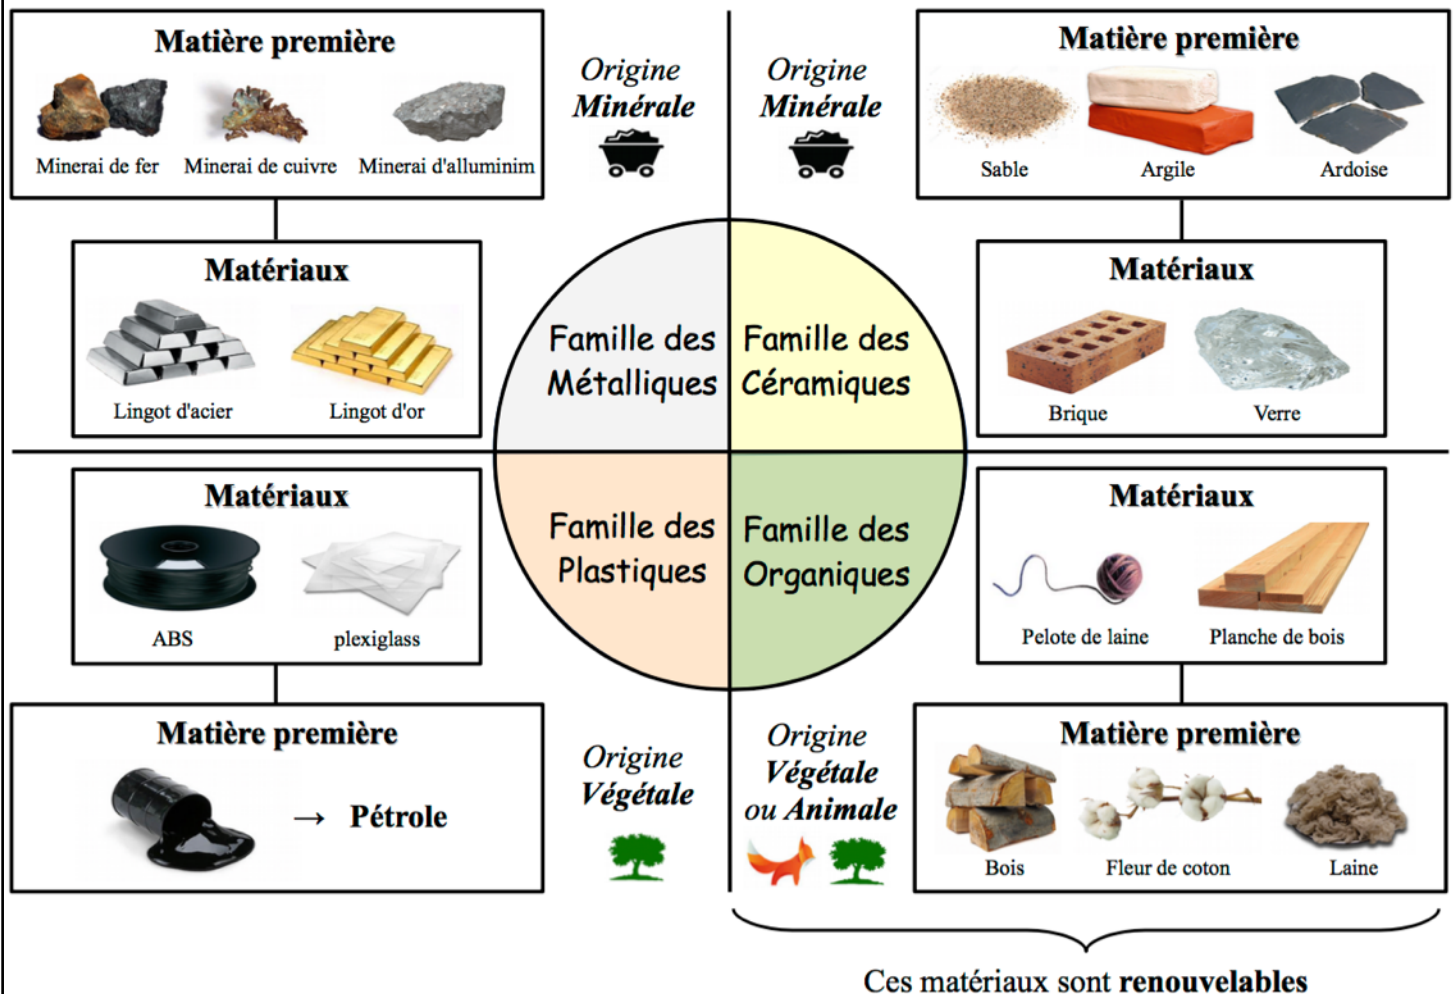 Matière première
Minerai de fer
Minerai de cuivre
Minerai d'alluminim
Origine
Minérale
Origine
Minérale
Matière première
Sable
Argile
Ardoise
Matériaux
Lingot d'acier
Lingot d'or
Famille des
Métalliques
Famille des
Céramiques
Matériaux
Brique
Verre
Matériaux
ABS
plexiglass
Famille des
Plastiques
Famille des
Organiques
Matériaux
Pelote de laine
Planche de bois
Matière première
→ Pétrole
Origine
Végétale
Origine
Végétale
ou Animale
Matière première
Bois
Fleur de coton
Laine
Ces matériaux sont renouvelables